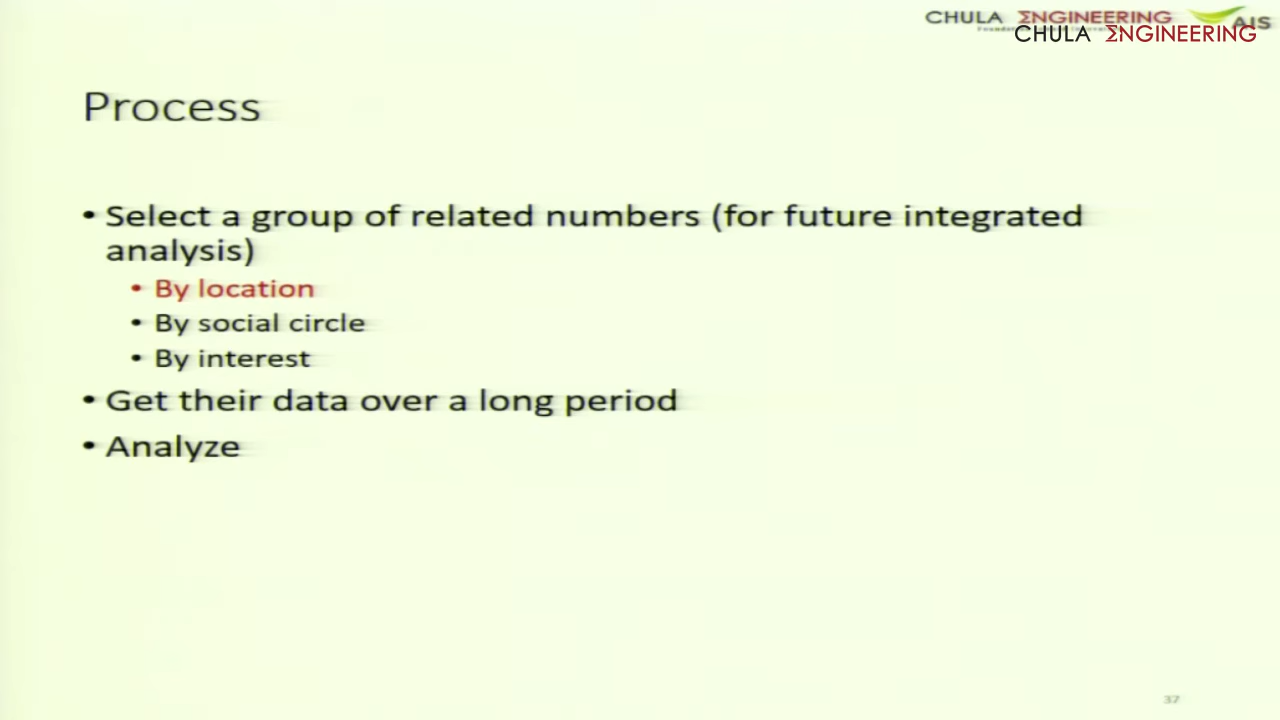 CHULA ΣNGINEERING
AIS
CHULA ΣNGINEERING
Process
• Select a group of related numbers (for future integrated
analysis)
• By location
• By social circle
• By interest
• Get their data over a long period
• Analyze
37